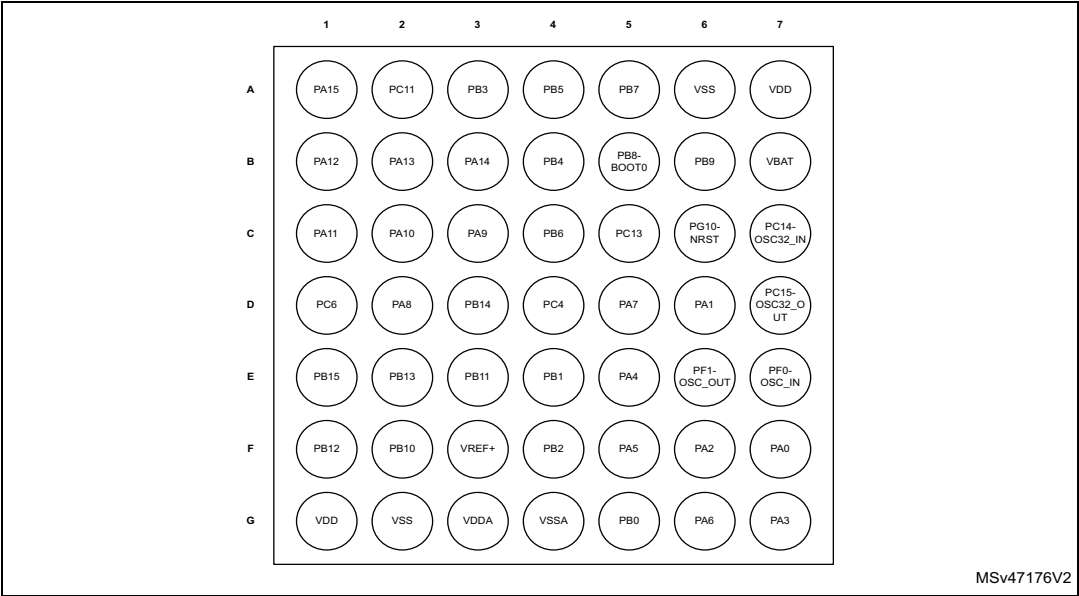 1 2 3 4 5 6 7
A PA15 PC11 PB3 PB5 PB7 VSS VDD
B PA12 PA13 PA14 PB4 PB8-
BOOT0 PB9 VBAT
C PA11 PA10 PA9 PB6 PC13 PG10-
NRST PC14-
OSC32_IN
D PC6 PA8 PB14 PC4 PA7 PA1 PC15-
OSC32_O
UT
E PB15 PB13 PB11 PB1 PA4 PF1-
OSC_OUT PF0-
OSC_IN
F PB12 PB10 VREF+ PB2 PA5 PA2 PA0
G VDD VSS VDDA VSSA PB0 PA6 PA3
MSv47176V2